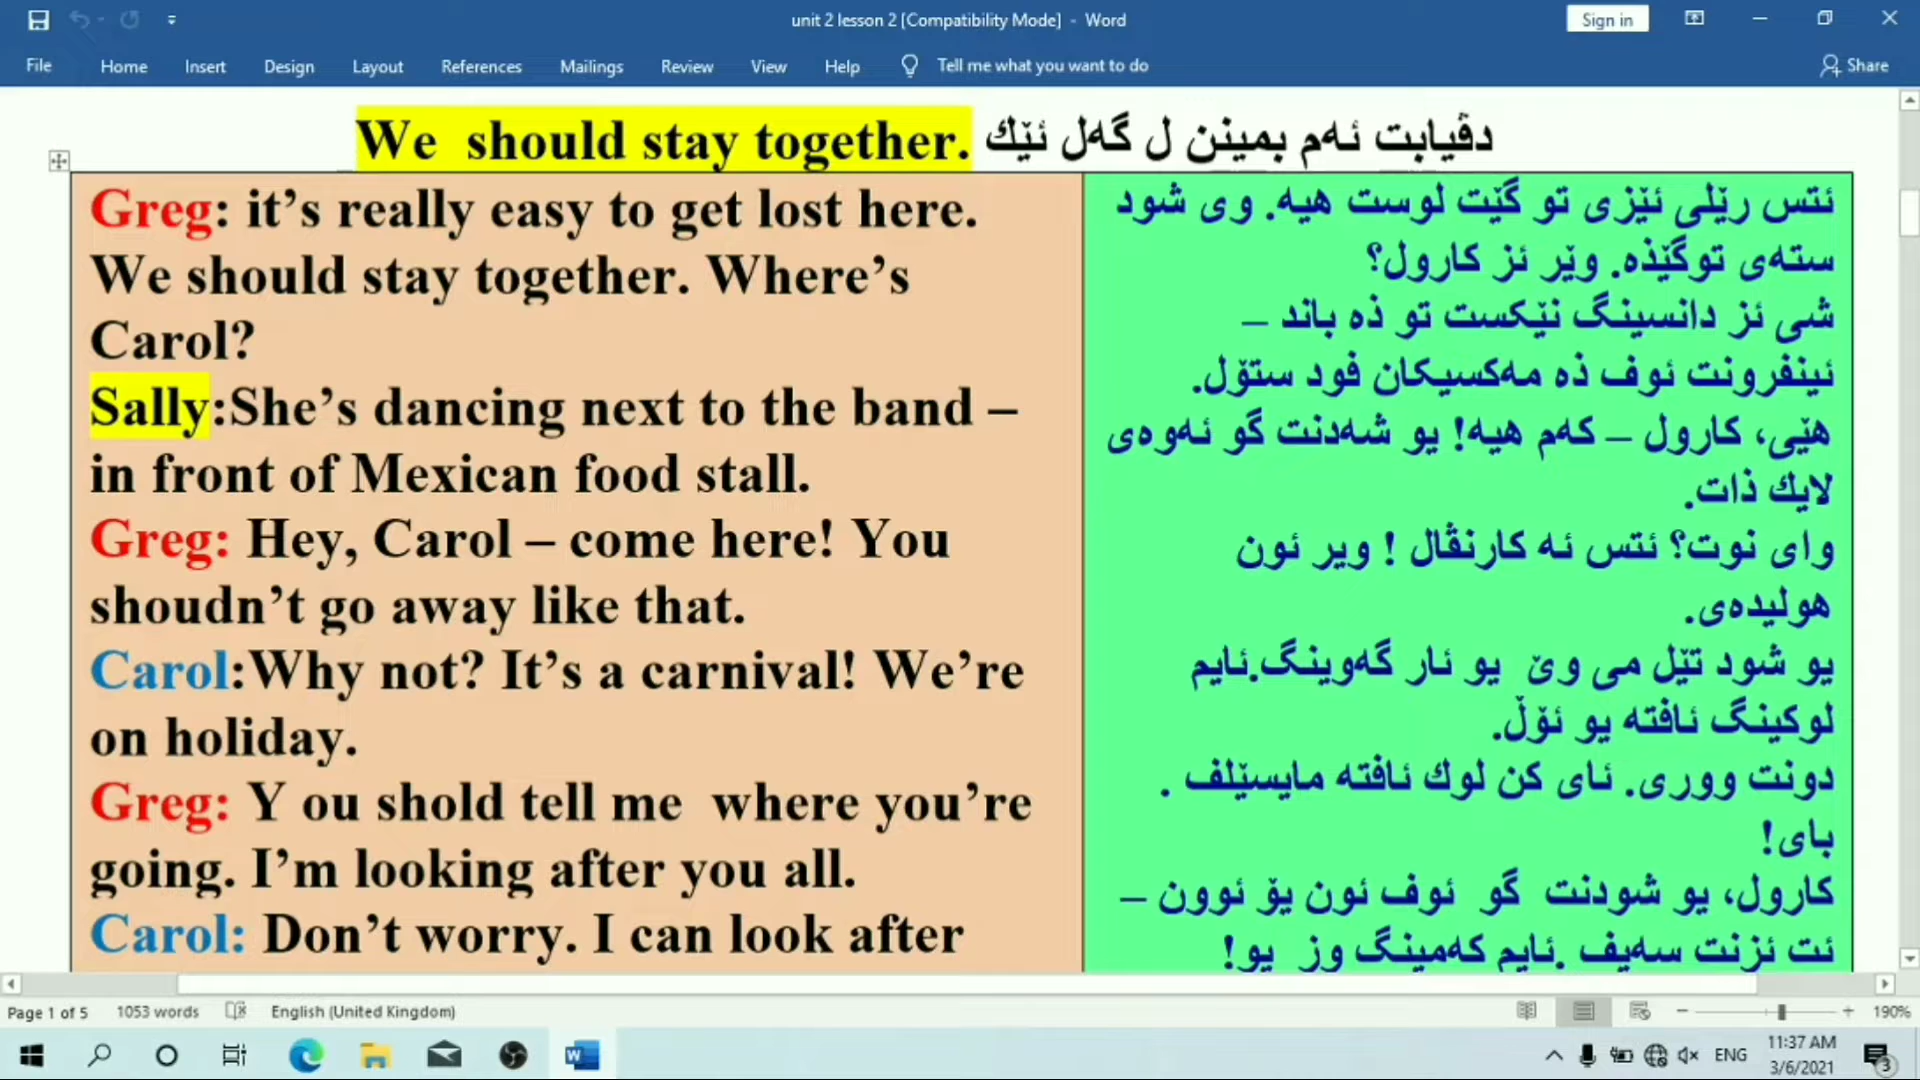 unit 2 lesson 2 [Compatibility Mode] - Word
Sign in
File Home Insert Design Layout References Mailings Review View Help Tell me what you want to do Share
We should stay together. دڤیابت ئەم بمینن ل گەل ئێك
Greg: it’s really easy to get lost here.
We should stay together. Where’s
Carol?
Sally:She’s dancing next to the band –
in front of Mexican food stall.
Greg: Hey, Carol – come here! You
shoudn’t go away like that.
Carol:Why not? It’s a carnival! We’re
on holiday.
Greg: Y ou shold tell me where you’re
going. I’m looking after you all.
Carol: Don’t worry. I can look after
ئتس رێلی ئێزی تو گێت لوست هیە. وی شود
ستەی توگێذە. وێر ئز کارول؟
شی ئز دانسینگ نێکست تو ذە باند –
ئینفرونت ئوف ذە مەکسیکان فود ستۆل.
هێی، کارول – کەم هیە! یو شەدنت گو ئەوەی
لایك ذات.
وای نوت؟ ئتس ئە کارنڤال ! ویر ئون
هولیدەی.
یو شود تێل می وێ یو ئار گەوینگ.ئایم
لوکینگ ئافتە یو ئۆڵ.
دونت ووری. ئای کن لوك ئافتە مایسێلف .
بای!
کارول، یو شودنت گو ئوف ئون یۆ ئوون –
ئت ئزنت سەیف .ئایم کەمینگ وز یو!
Page 1 of 5 1053 words English (United Kingdom) 190%
ENG
11:37 AM
3/6/2021
3